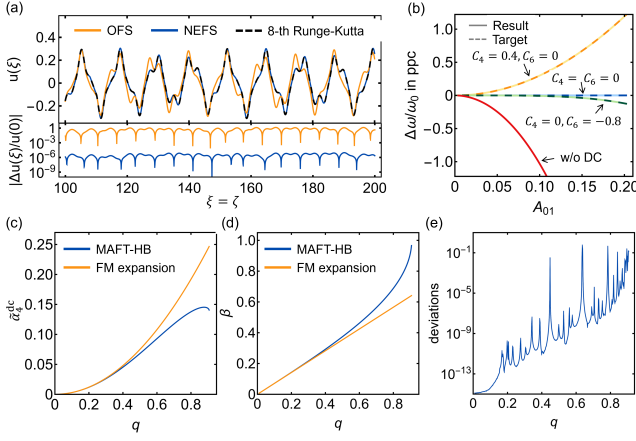 (a)
OFS NEFS 8-th Runge-Kutta
u(ξ)
0.4
0.2
0
−0.2
|Δu(ξ)/u(0)|
10⁻¹
10⁻³
10⁻⁶
10⁻⁹
100 120 140 160 180 200
ξ = ζ
(b)
Result
Target
C₄ = 0.4, C₆ = 0
C₄ = C₆ = 0
C₄ = 0, C₆ = −0.8
w/o DC
Δω/ω₀ in ppc
1.0
0.5
0
−0.5
−1.0
0 0.05 0.10 0.15 0.20
A₀₁
(c)
MAFT-HB
FM expansion
α̃₄ᵈᶜ
0.25
0.20
0.15
0.10
0.05
0
0 0.2 0.4 0.6 0.8
q
(d)
MAFT-HB
FM expansion
β
1.0
0.8
0.6
0.4
0.2
0
0 0.2 0.4 0.6 0.8
q
(e)
deviations
10⁻¹
10⁻⁵
10⁻⁹
10⁻¹³
0 0.2 0.4 0.6 0.8 1
q